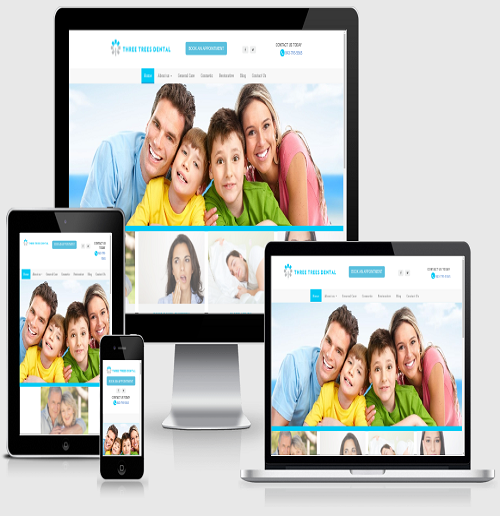 THREE TREES DENTAL
BOOK AN APPOINTMENT
CONTACT US TODAY
Home About us General Care Cosmetic Restorative Blog Contact Us
THREE TREES DENTAL
BOOK AN APPOINTMENT
CONTACT US
TODAY
Home About us General Care Cosmetic Restorative Blog Contact Us
THREE TREES DENTAL
BOOK AN APPOINTMENT
CONTACT US TODAY
THREE TREES DENTAL
BOOK AN APPOINTMENT
CONTACT US TODAY
Home About us General Care Cosmetic Restorative Blog Contact Us